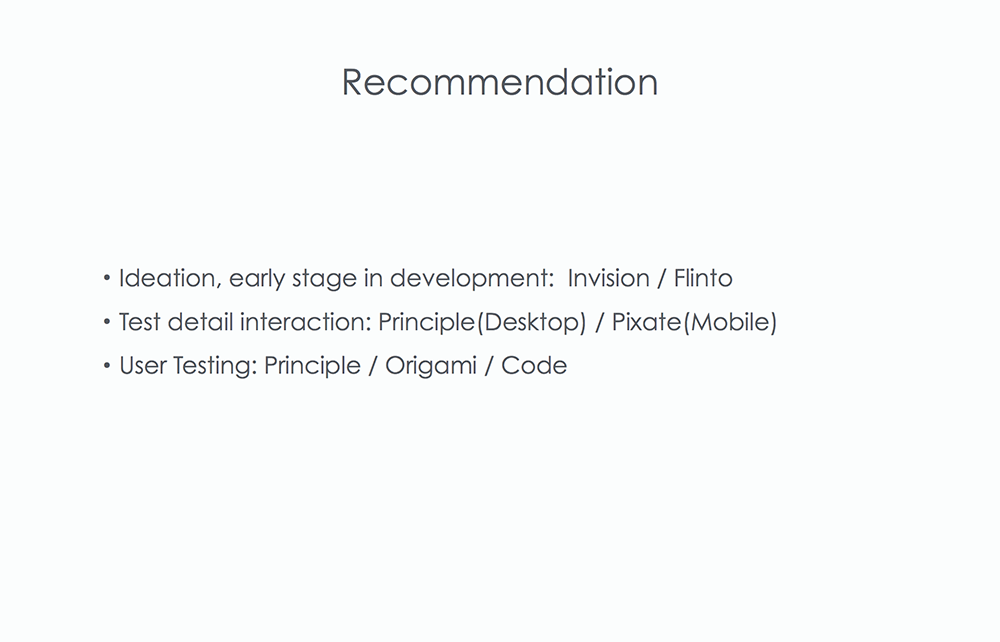 Recommendation
• Ideation, early stage in development:  Invision / Flinto
• Test detail interaction: Principle(Desktop) / Pixate(Mobile)
• User Testing: Principle / Origami / Code